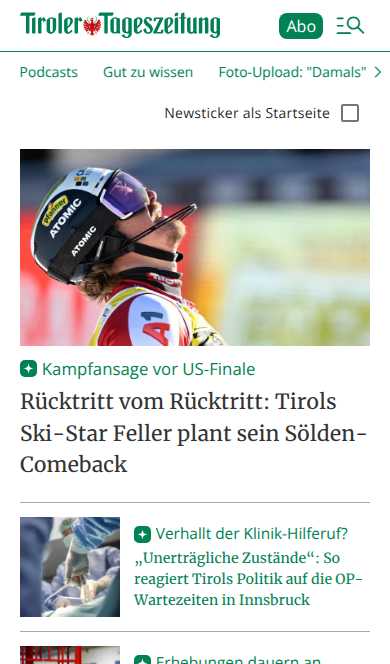 Tiroler Tageszeitung
Abo
Podcasts Gut zu wissen Foto-Upload: "Damals"
Newsticker als Startseite
ATOMIC
ATOMIC
A1
Kampfansage vor US-Finale
Rücktritt vom Rücktritt: Tirols
Ski-Star Feller plant sein Sölden-
Comeback
Verhallt der Klinik-Hilferuf?
„Unerträgliche Zustände“: So
reagiert Tirols Politik auf die OP-
Wartezeiten in Innsbruck
Erhebungen dauern an